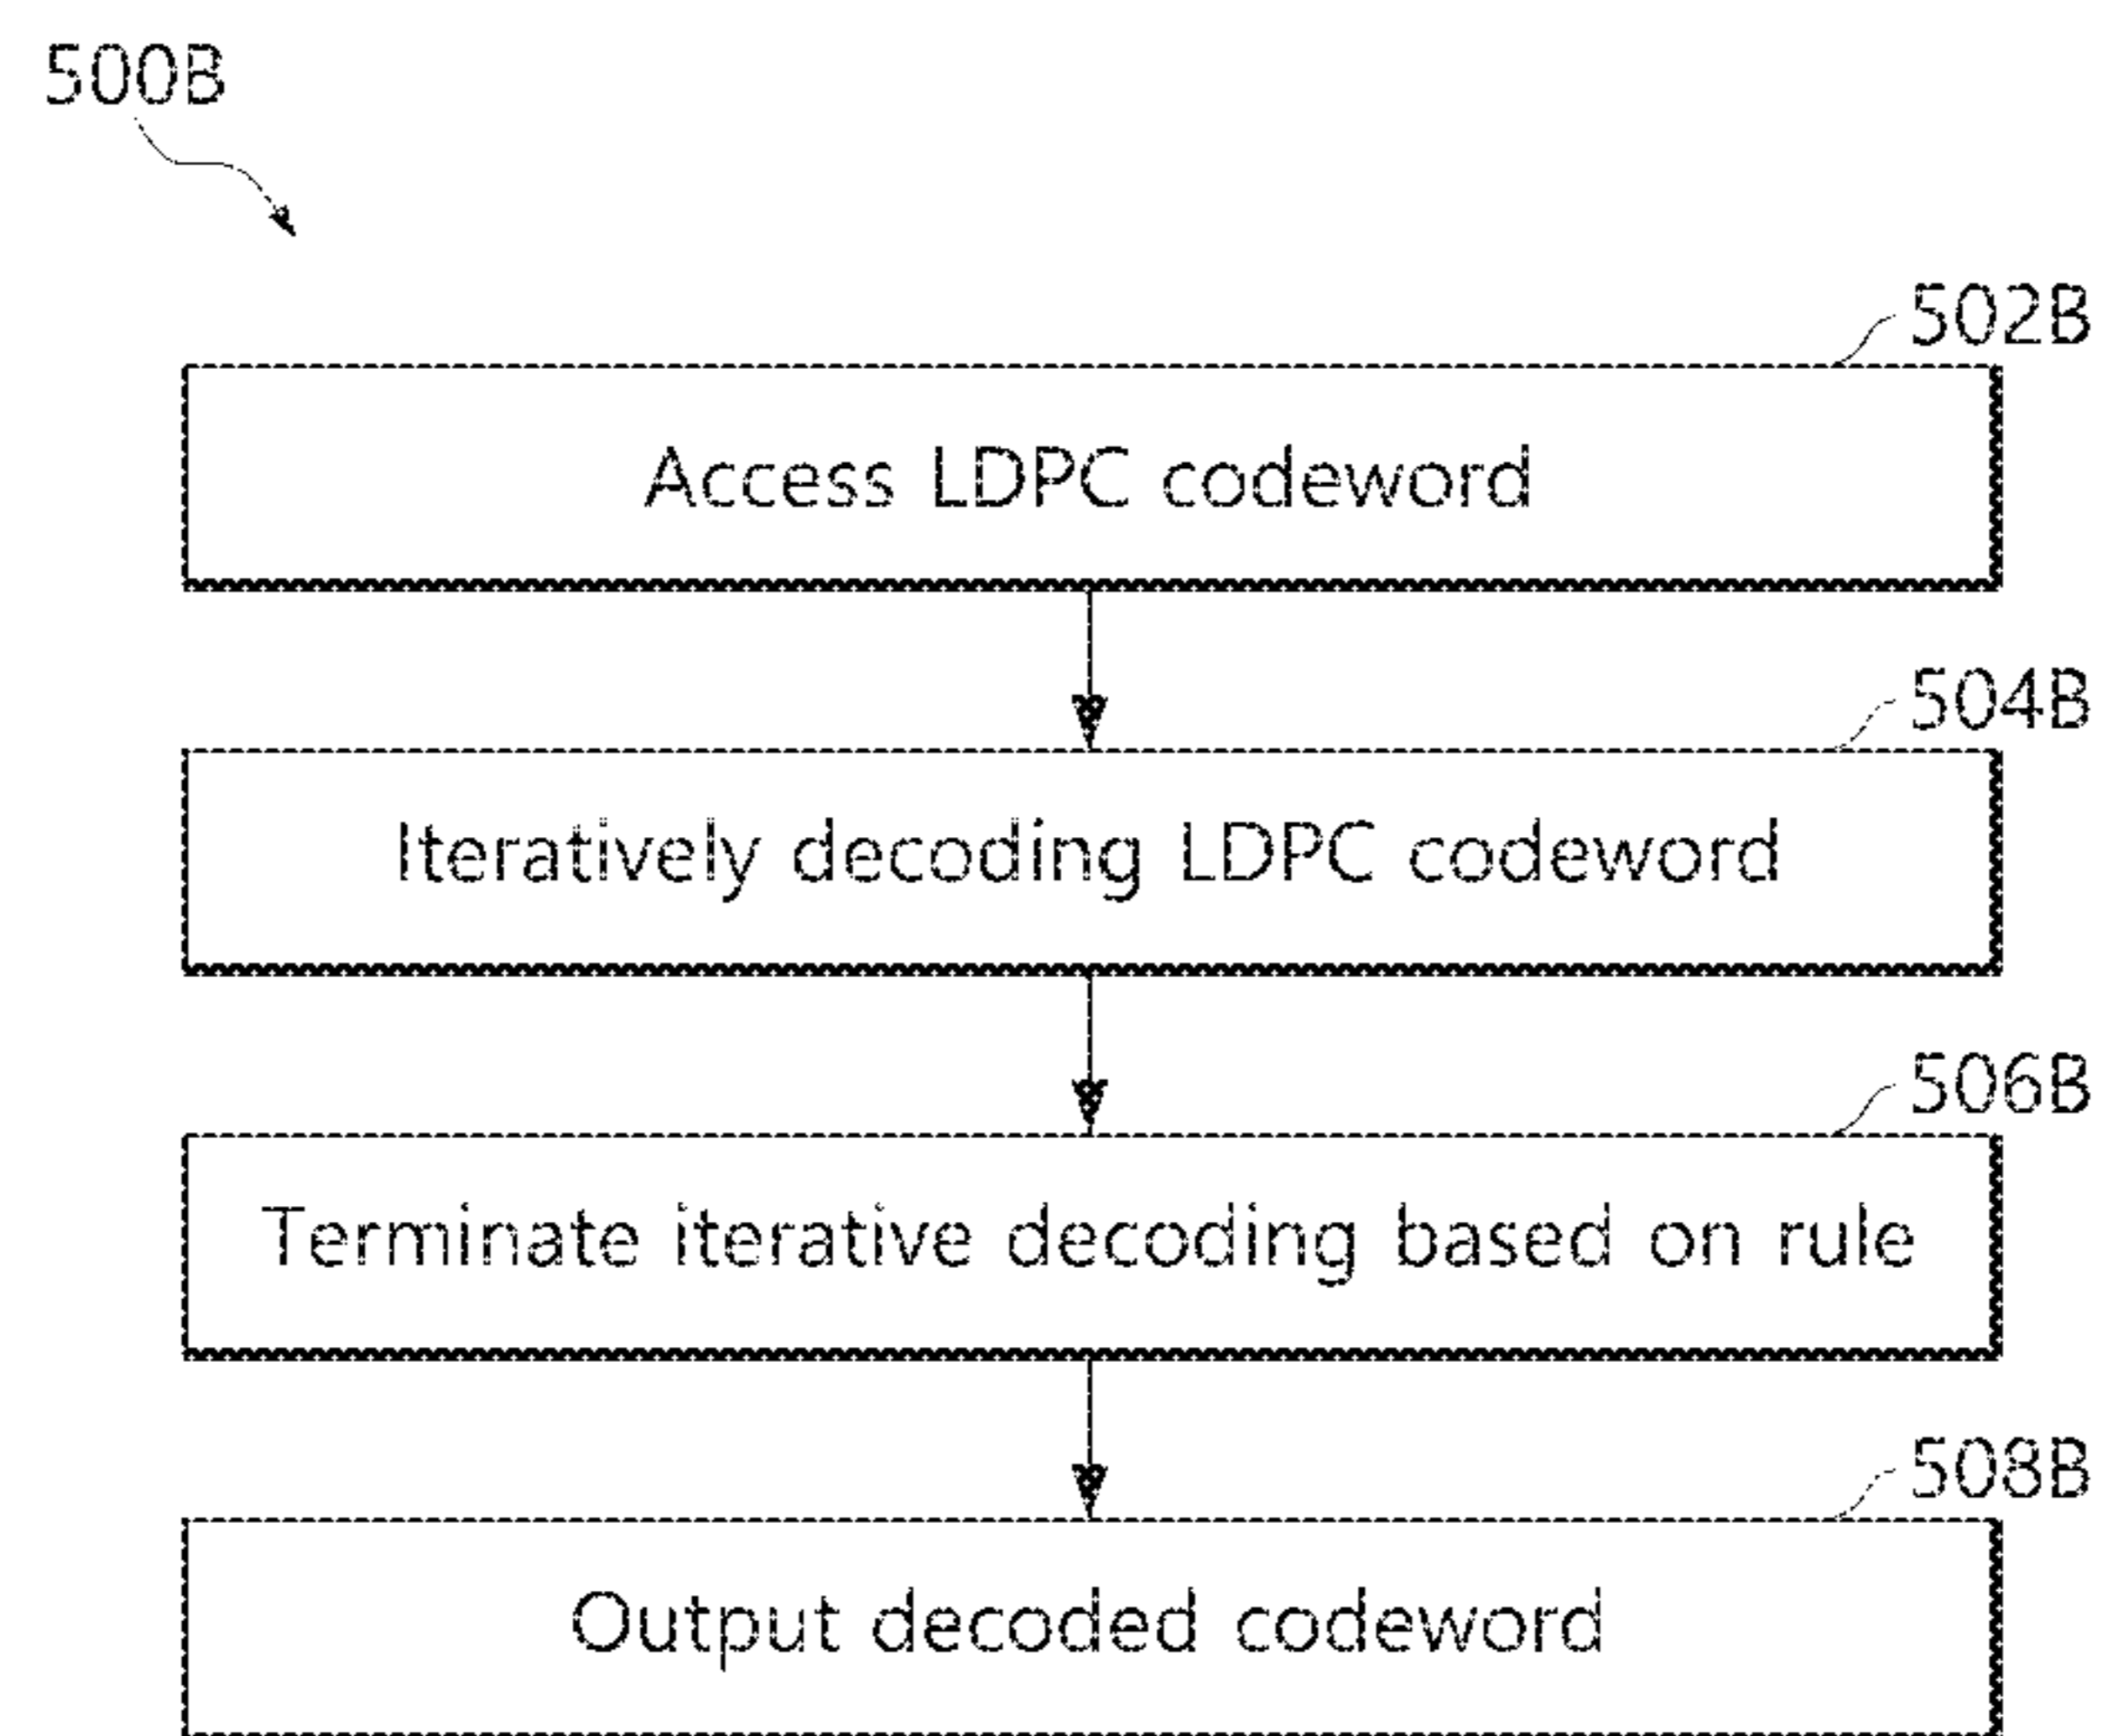 500B
502B
Access LDPC codeword
504B
Iteratively decoding LDPC codeword
506B
Terminate iterative decoding based on rule
508B
Output decoded codeword